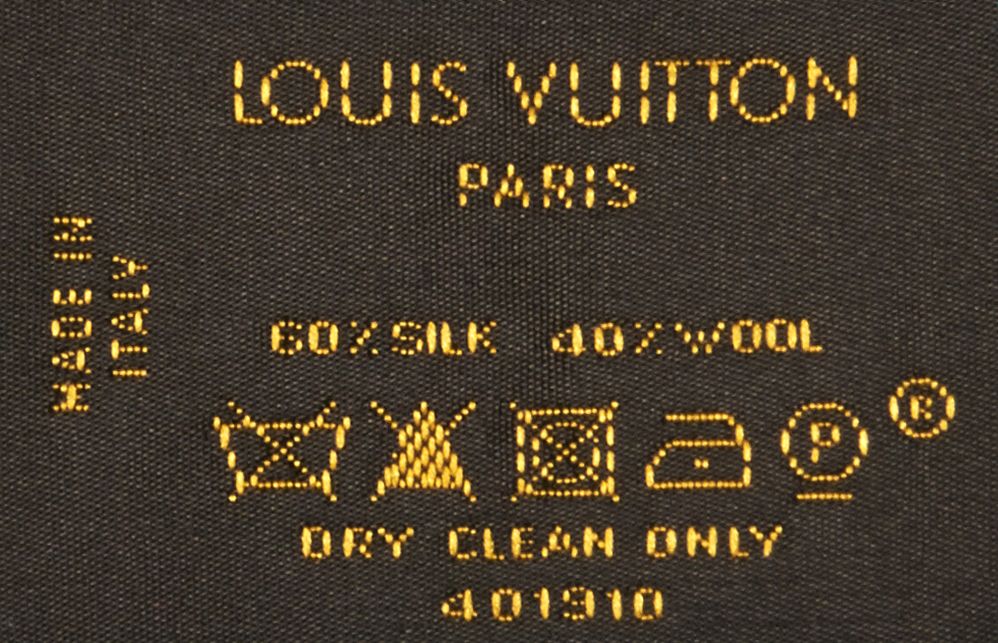 LOUIS VUITTON
PARIS
MADE IN
ITALY
60% SILK 40% WOOL
P
®
DRY CLEAN ONLY
401910